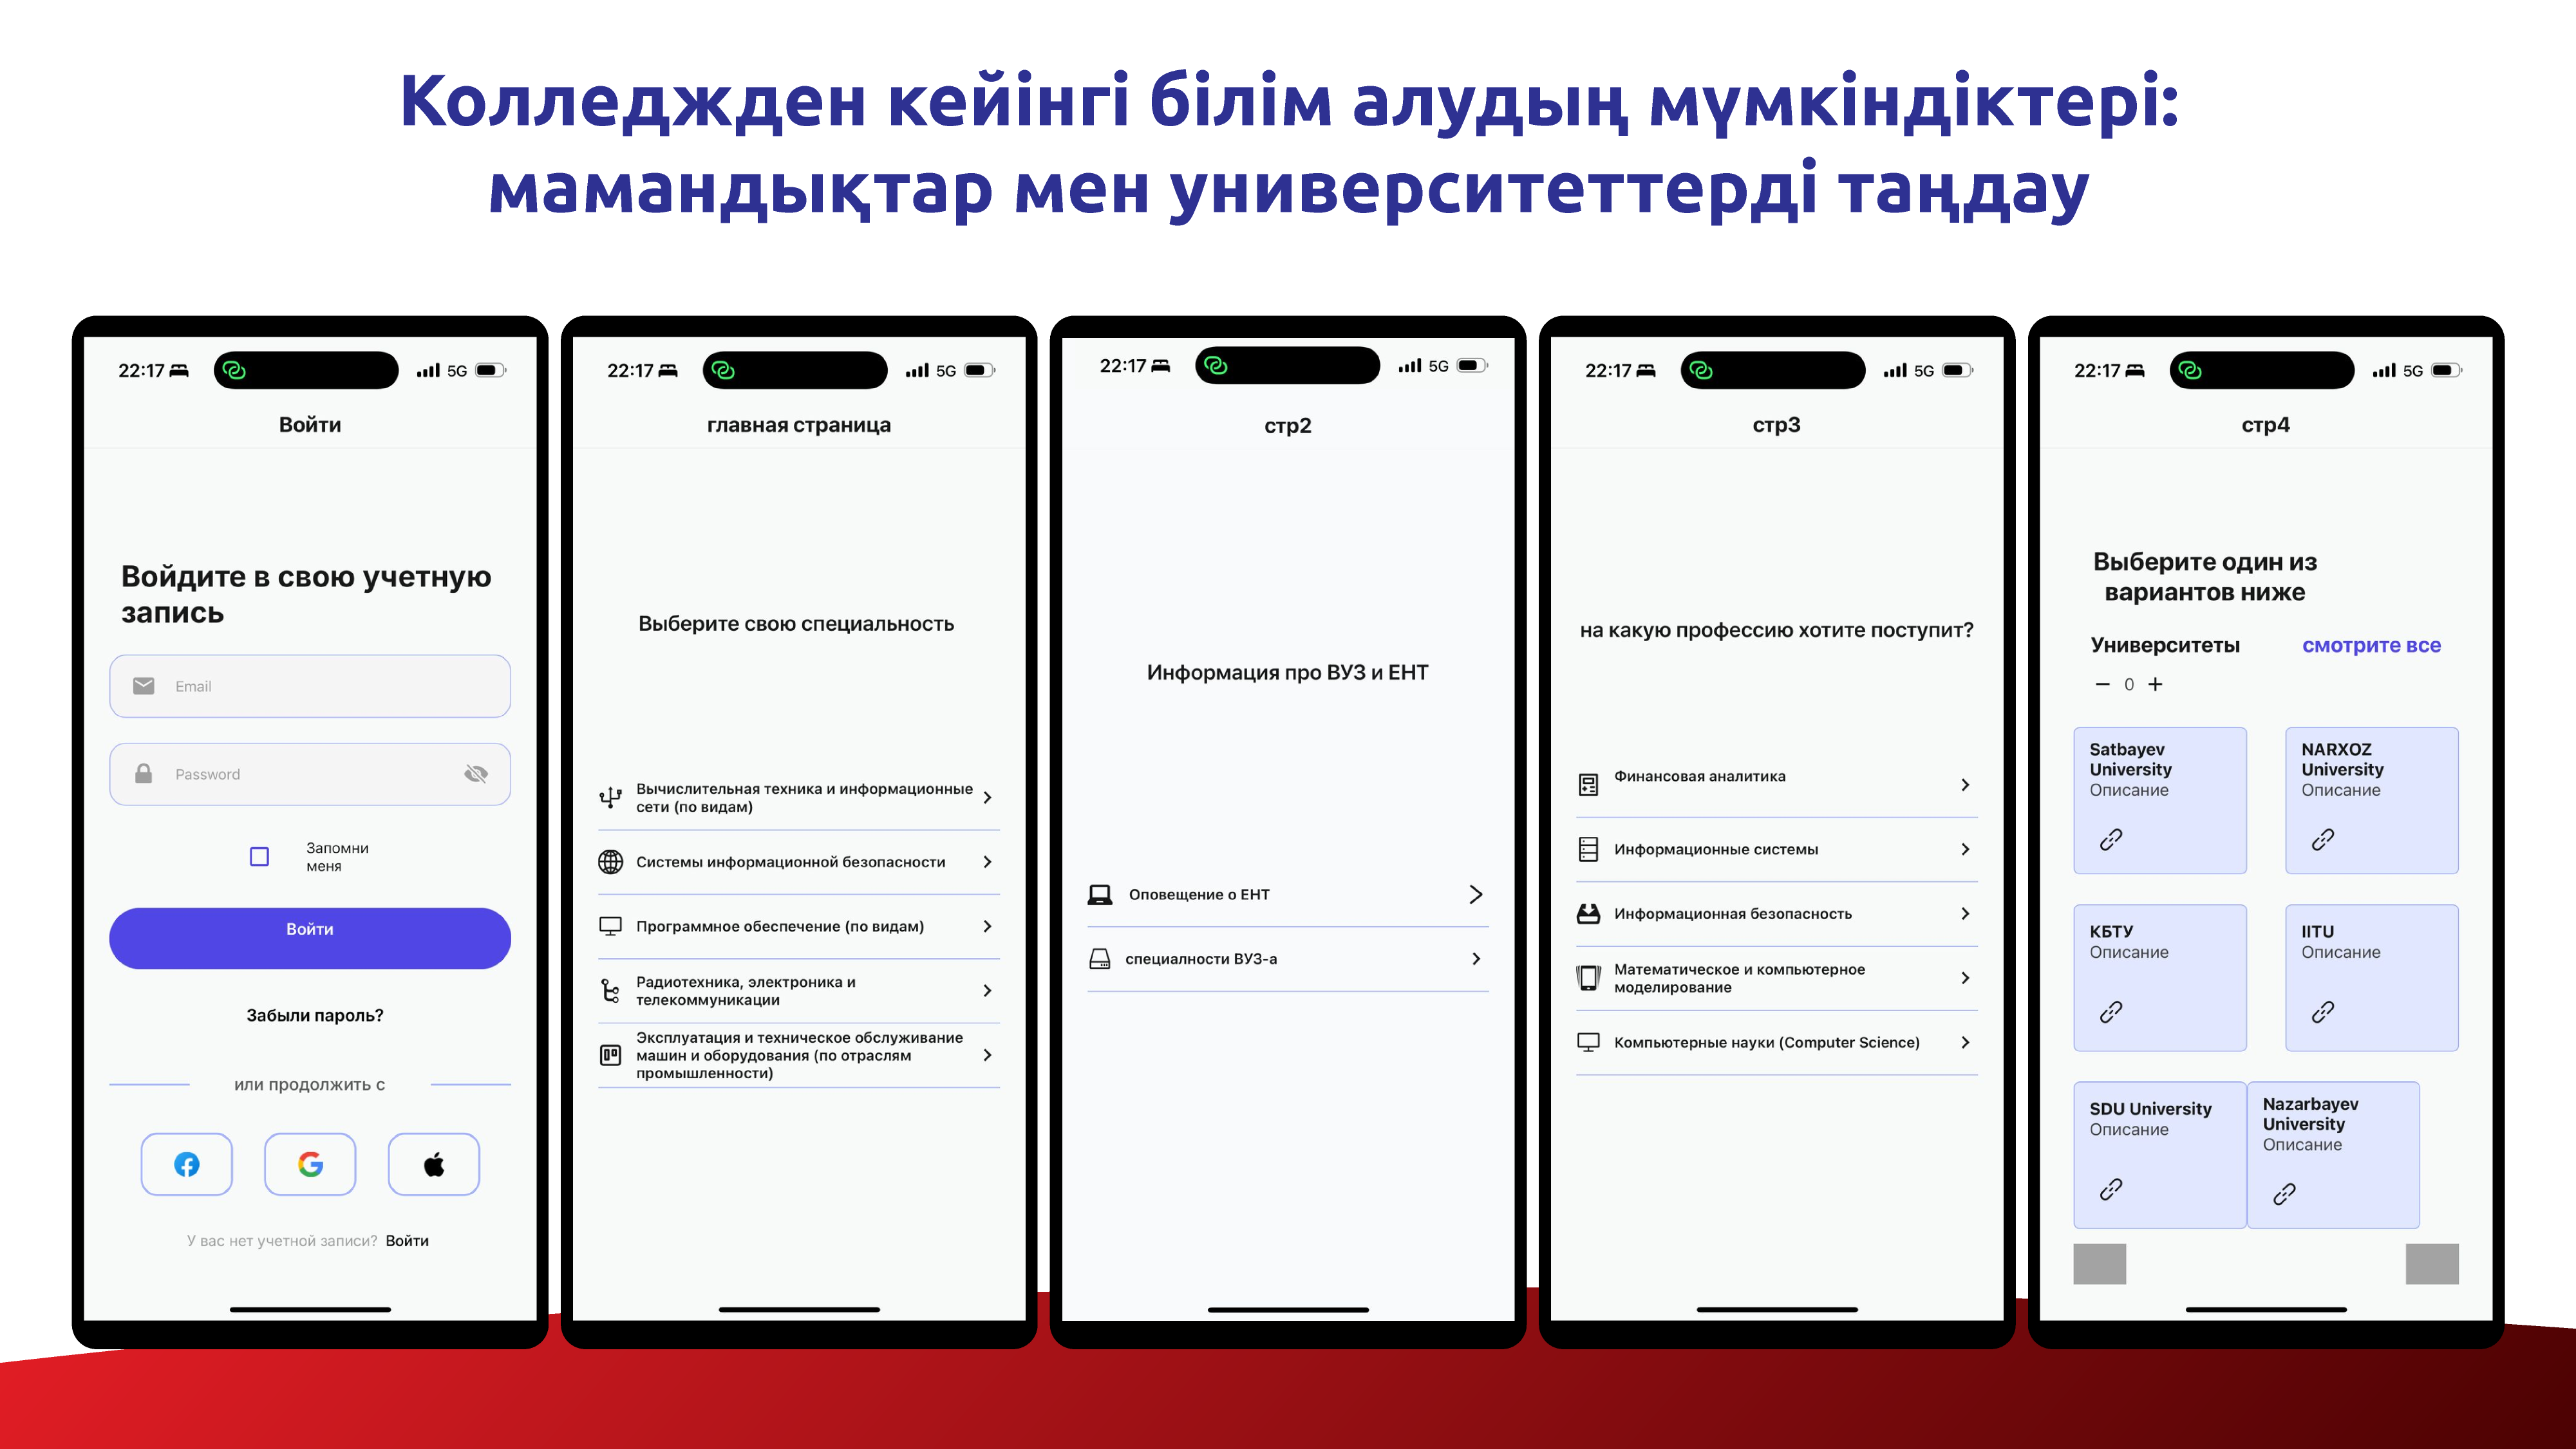 Колледжден кейінгі білім алудың мүмкіндіктері:
мамандықтар мен университеттерді таңдау
22:17
5G
Войти
Войдите в свою учетную
запись
Email
Password
Запомни
меня
Войти
Забыли пароль?
или продолжить с
У вас нет учетной записи? Войти
22:17
5G
главная страница
Выберите свою специальность
Вычислительная техника и информационные
сети (по видам)
Системы информационной безопасности
Программное обеспечение (по видам)
Радиотехника, электроника и
телекоммуникации
Эксплуатация и техническое обслуживание
машин и оборудования (по отраслям
промышленности)
22:17
5G
стр2
Информация про ВУЗ и ЕНТ
Оповещение о ЕНТ
специалности ВУЗ-а
22:17
5G
стр3
на какую профессию хотите поступит?
Финансовая аналитика
Информационные системы
Информационная безопасность
Математическое и компьютерное
моделирование
Компьютерные науки (Computer Science)
22:17
5G
стр4
Выберите один из
вариантов ниже
Университеты
смотрите все
− 0 +
Satbayev
University
Описание
NARXOZ
University
Описание
КБТУ
Описание
IITU
Описание
SDU University
Описание
Nazarbayev
University
Описание